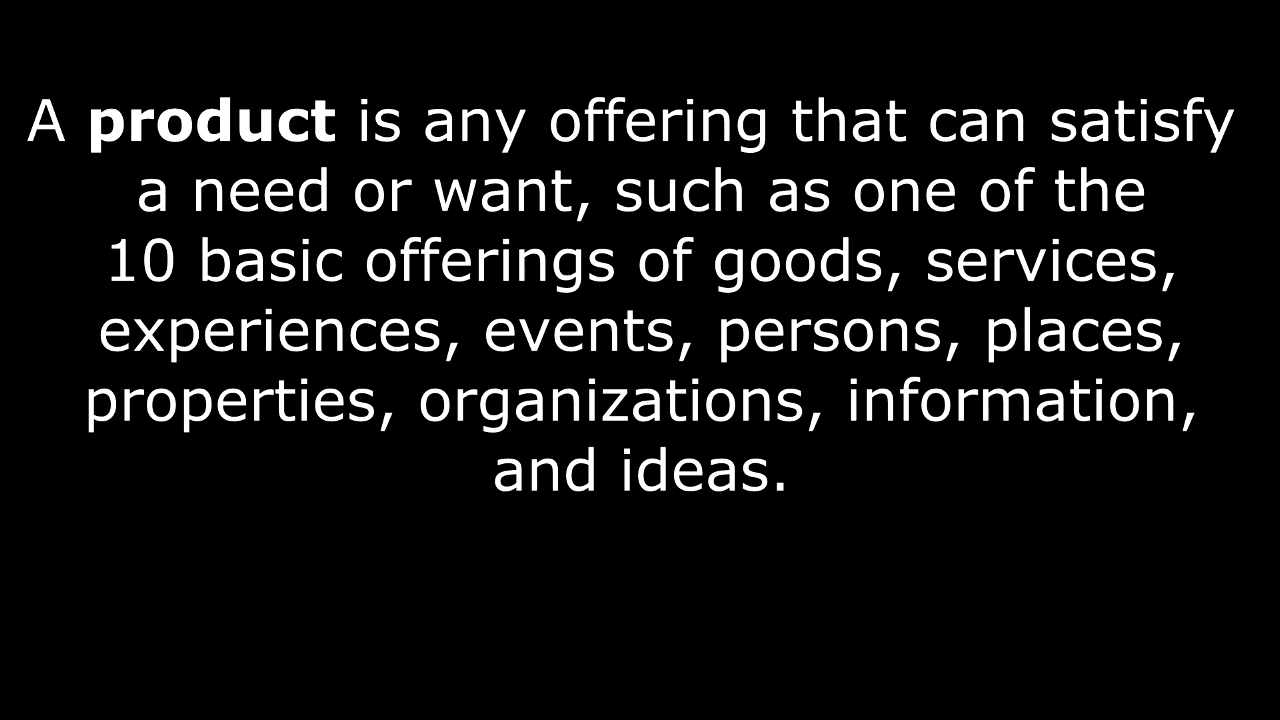 A product is any offering that can satisfy
a need or want, such as one of the
10 basic offerings of goods, services,
experiences, events, persons, places,
properties, organizations, information,
and ideas.